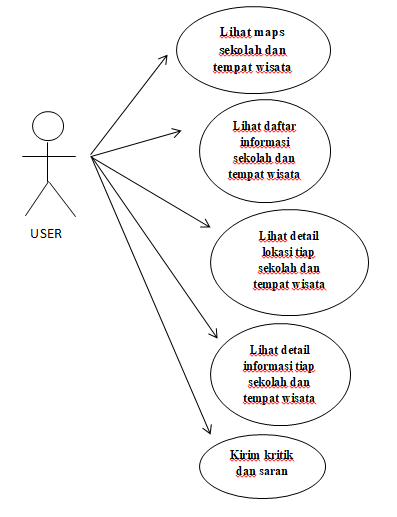 Lihat maps
sekolah dan
tempat wisata
Lihat daftar
informasi
sekolah dan
tempat wisata
USER
Lihat detail
lokasi tiap
sekolah dan
tempat wisata
Lihat detail
informasi tiap
sekolah dan
tempat wisata
Kirim kritik
dan saran